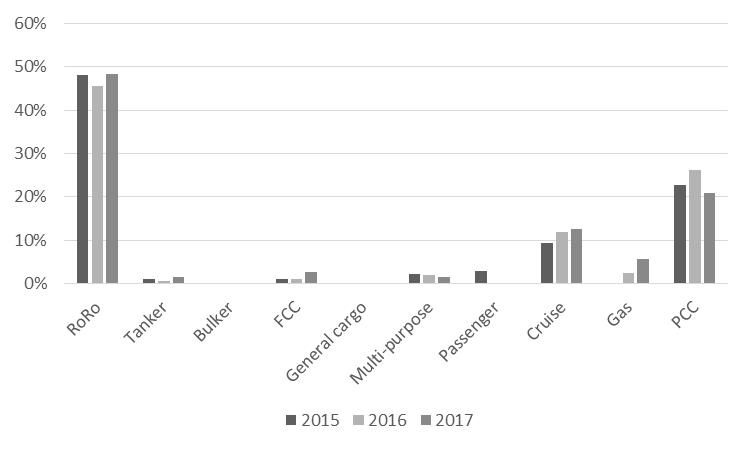 60%
50%
40%
30%
20%
10%
0%
RoRo
Tanker
Bulker
FCC
General cargo
Multi-purpose
Passenger
Cruise
Gas
PCC
2015 2016 2017